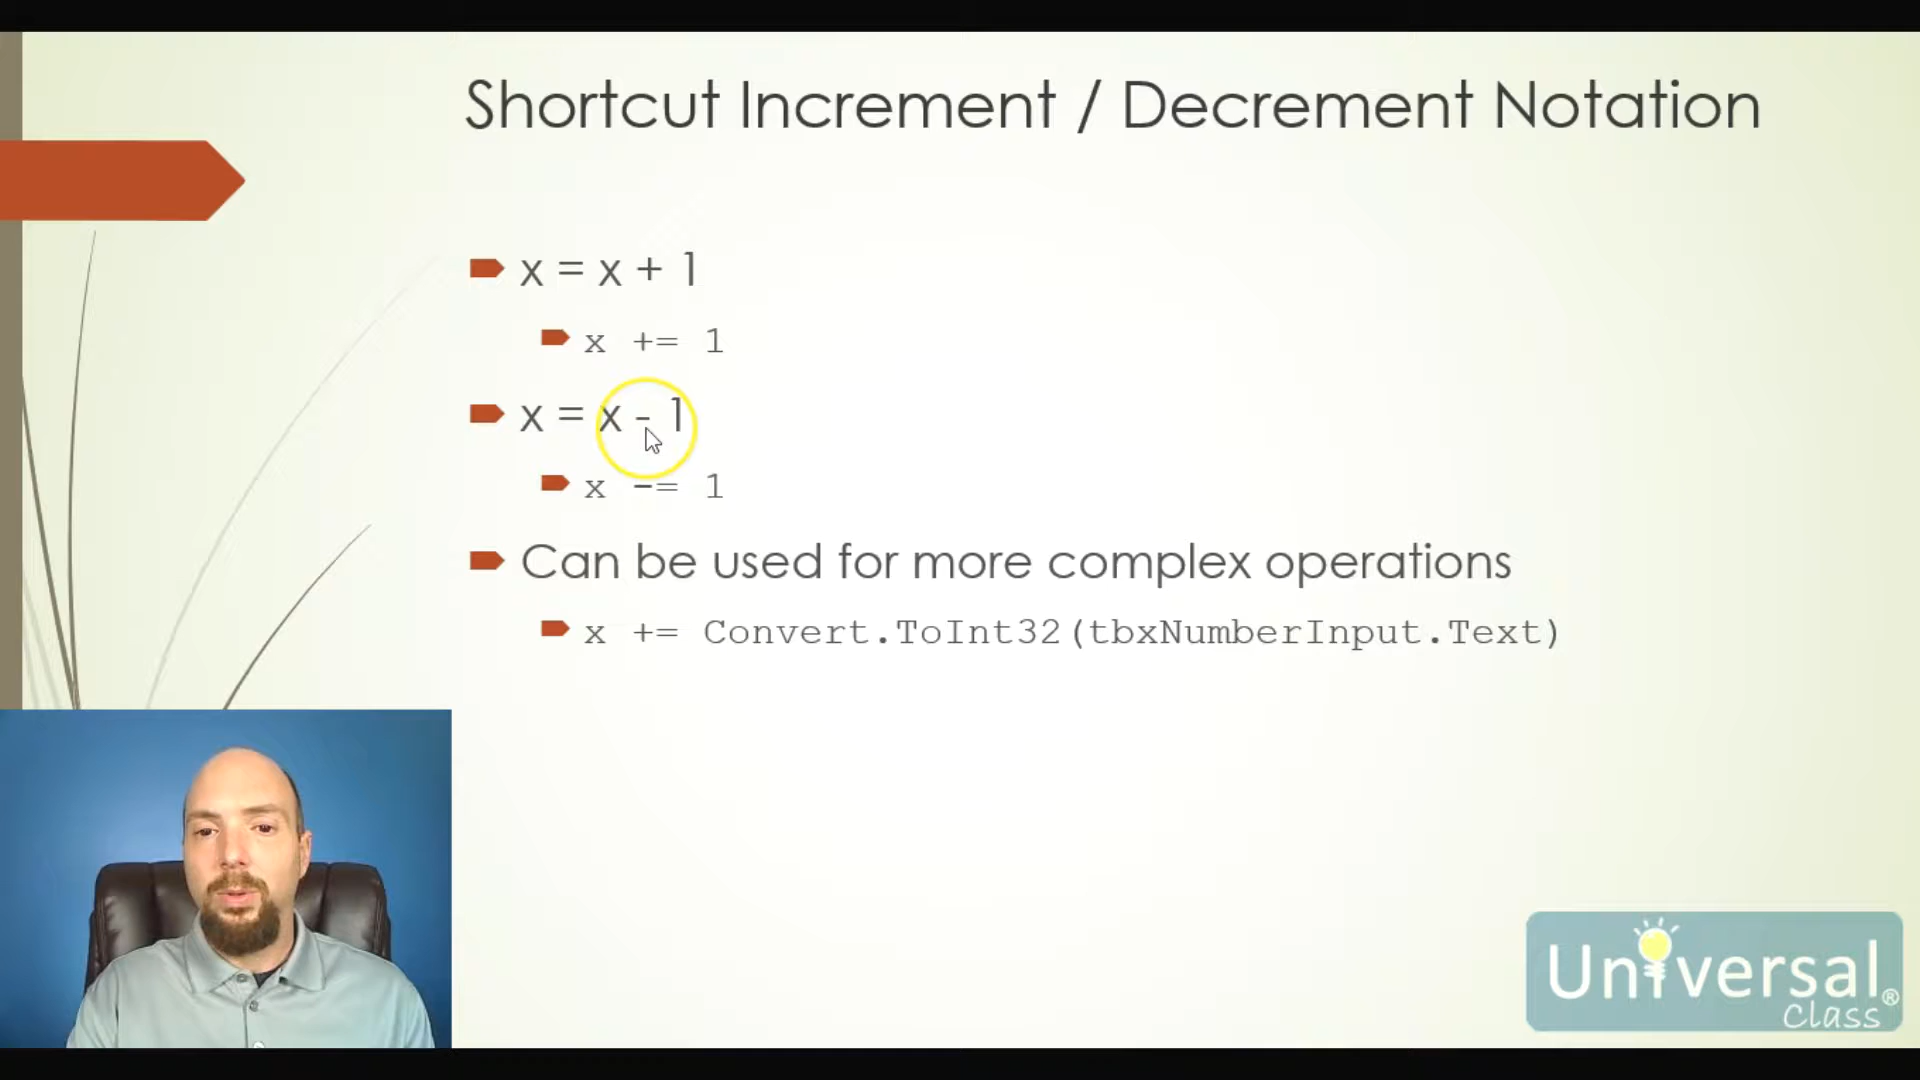 Shortcut Increment / Decrement Notation
x = x + 1
x += 1
x = x - 1
x -= 1
Can be used for more complex operations
x += Convert.ToInt32(tbxNumberInput.Text)
Universal®
Class